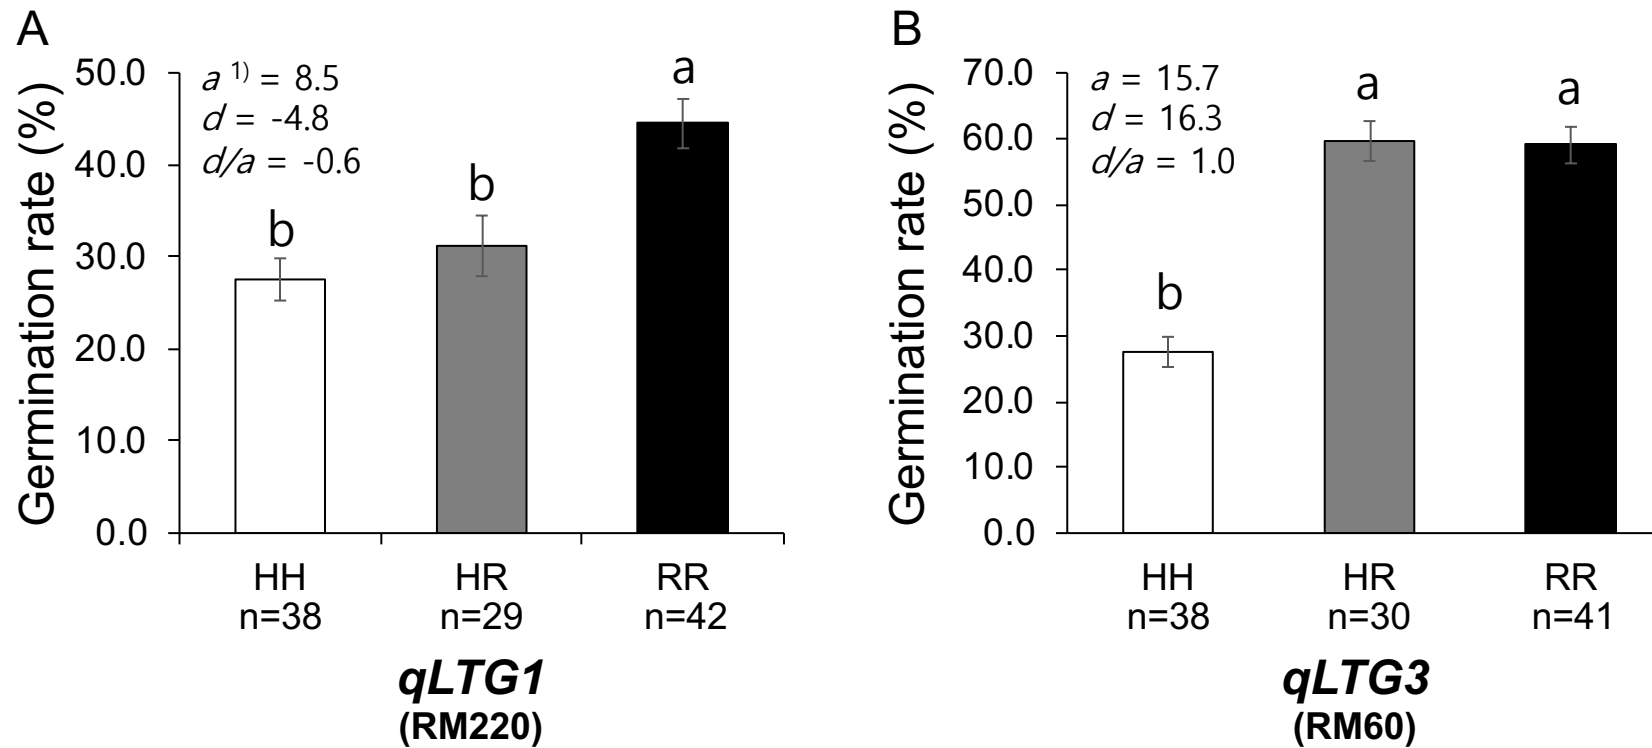 A
Germination rate (%)
50.0
40.0
30.0
20.0
10.0
0.0
a 1) = 8.5
d = -4.8
d/a = -0.6
b
b
a
HH
n=38
HR
n=29
RR
n=42
qLTG1
(RM220)
B
Germination rate (%)
70.0
60.0
50.0
40.0
30.0
20.0
10.0
0.0
a = 15.7
d = 16.3
d/a = 1.0
b
a
a
HH
n=38
HR
n=30
RR
n=41
qLTG3
(RM60)